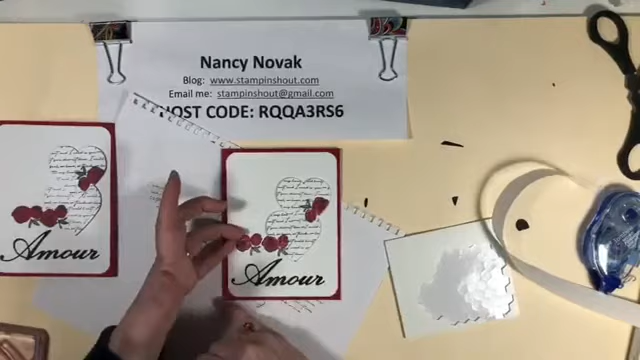 Nancy Novak
Blog: www.stampinshout.com
Email me: stampinshout@gmail.com
HOST CODE: RQQA3RS6
Amour
Amour